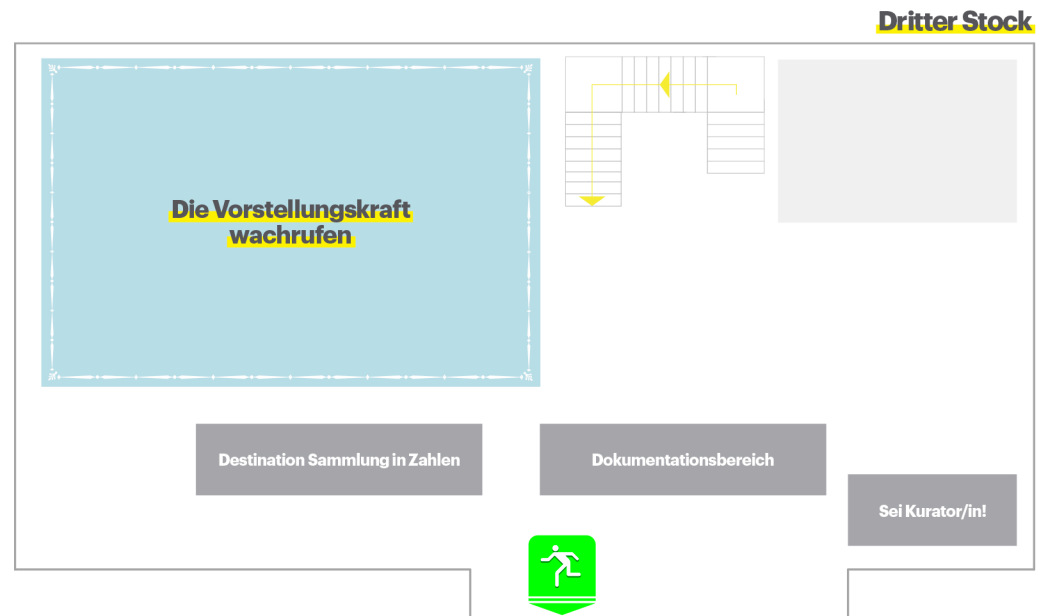 Dritter Stock
Die Vorstellungskraft
wachrufen
Destination Sammlung in Zahlen
Dokumentationsbereich
Sei Kurator/in!